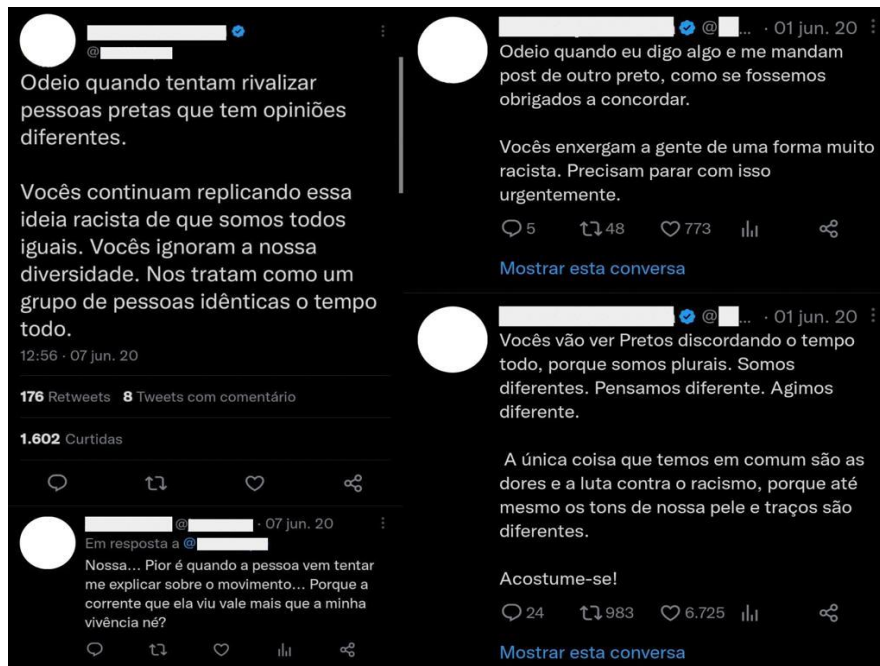 @
Odeio quando tentam rivalizar
pessoas pretas que tem opiniões
diferentes.
Vocês continuam replicando essa
ideia racista de que somos todos
iguais. Vocês ignoram a nossa
diversidade. Nos tratam como um
grupo de pessoas idênticas o tempo
todo.
12:56 · 07 jun. 20
176 Retweets 8 Tweets com comentário
1.602 Curtidas
@ · 07 jun. 20
Em resposta a @
Nossa... Pior é quando a pessoa vem tentar
me explicar sobre o movimento... Porque a
corrente que ela viu vale mais que a minha
vivência né?
@ ... · 01 jun. 20
Odeio quando eu digo algo e me mandam
post de outro preto, como se fossemos
obrigados a concordar.
Vocês enxergam a gente de uma forma muito
racista. Precisam parar com isso
urgentemente.
5 48 773
Mostrar esta conversa
@ ... · 01 jun. 20
Vocês vão ver Pretos discordando o tempo
todo, porque somos plurais. Somos
diferentes. Pensamos diferente. Agimos
diferente.
A única coisa que temos em comum são as
dores e a luta contra o racismo, porque até
mesmo os tons de nossa pele e traços são
diferentes.
Acostume-se!
24 983 6.725
Mostrar esta conversa